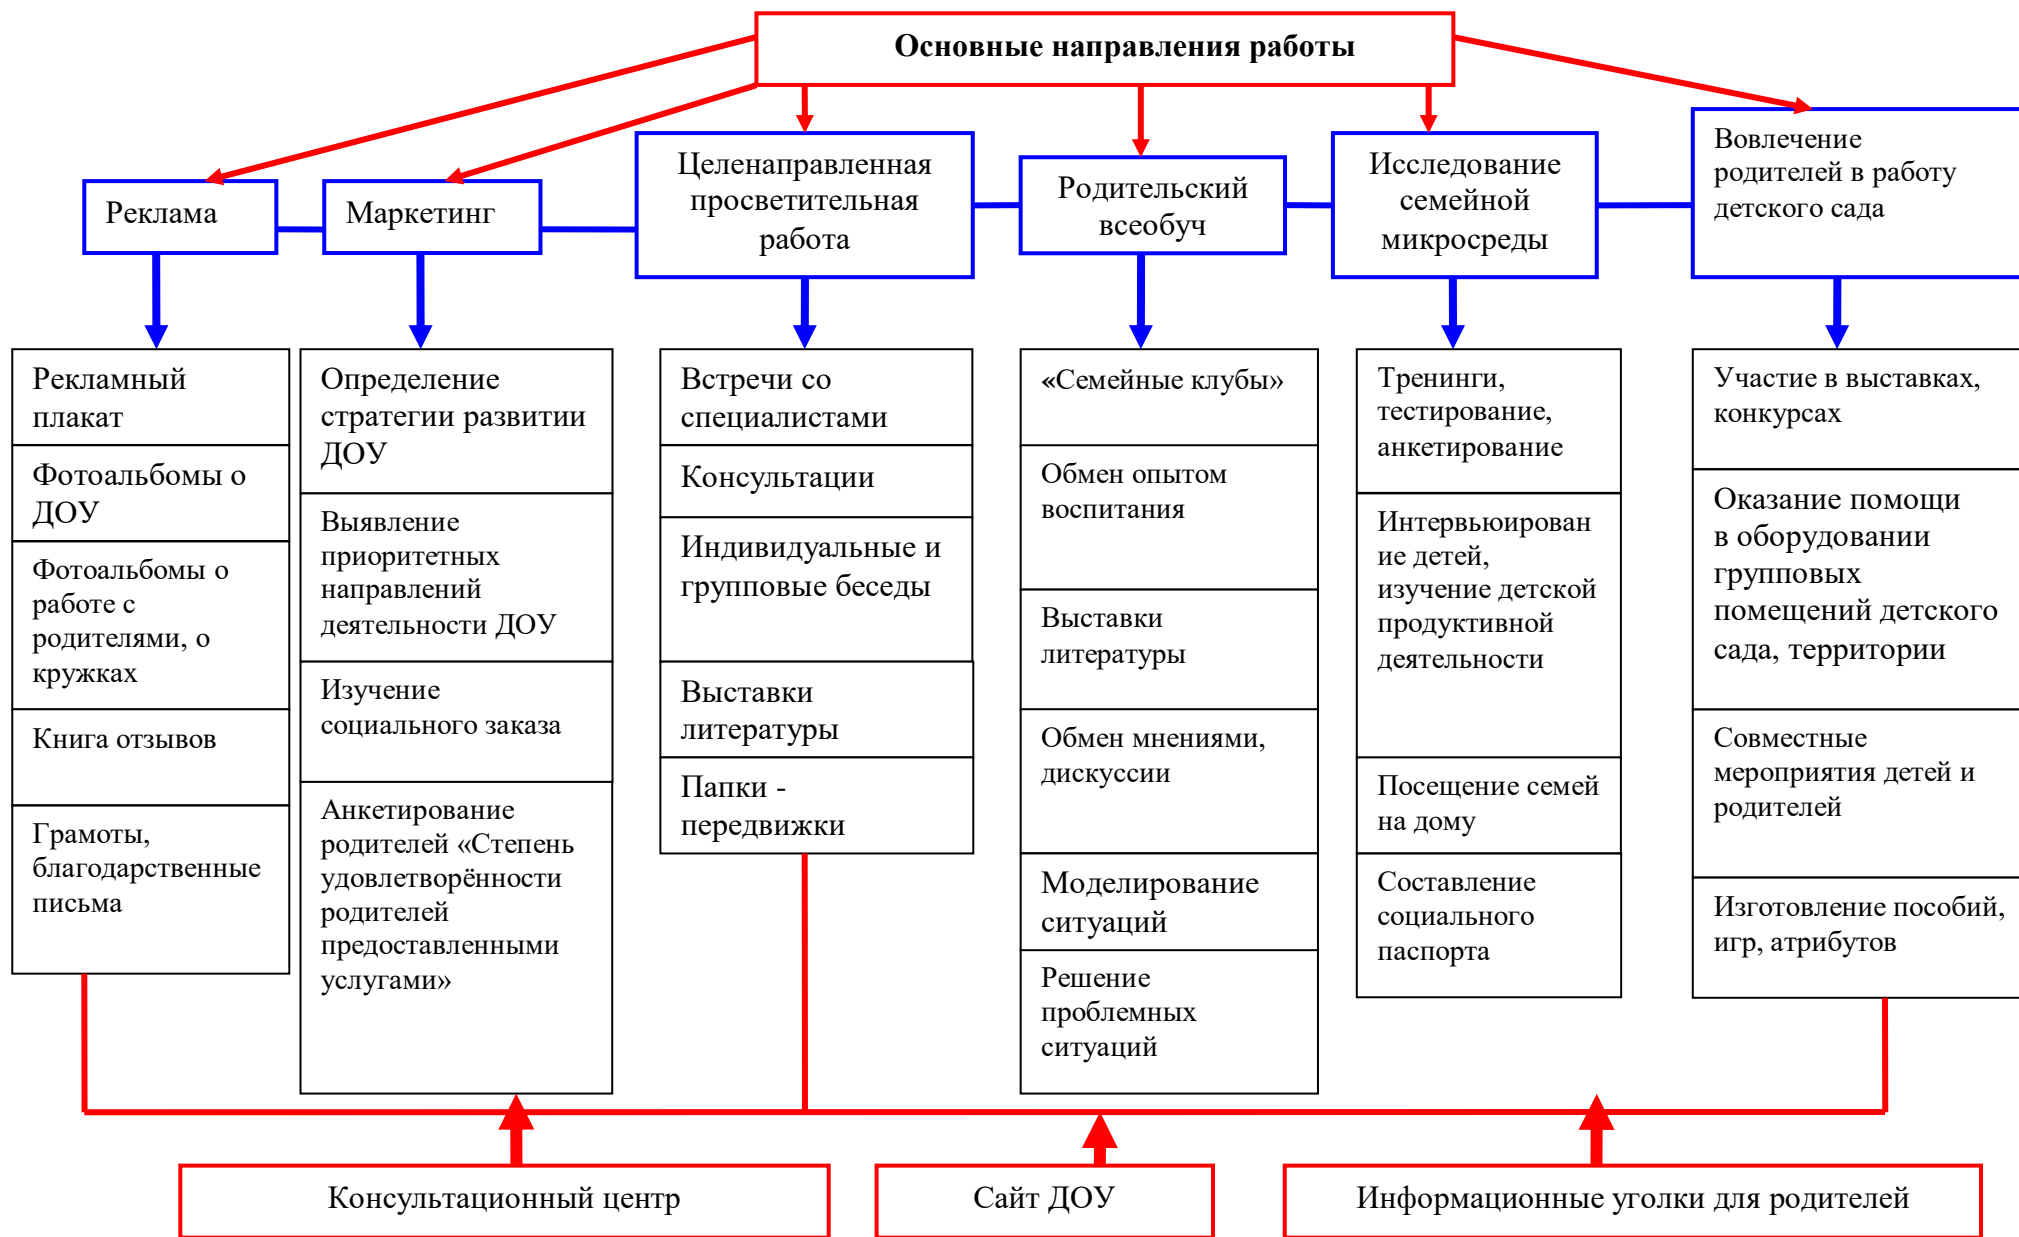 Основные направления работы
Реклама
Маркетинг
Целенаправленная
просветительная
работа
Родительский
всеобуч
Исследование
семейной
микросреды
Вовлечение
родителей в работу
детского сада
Рекламный
плакат
Фотоальбомы о
ДОУ
Фотоальбомы о
работе с
родителями, о
кружках
Книга отзывов
Грамоты,
благодарственные
письма
Определение
стратегии развитии
ДОУ
Выявление
приоритетных
направлений
деятельности ДОУ
Изучение
социального заказа
Анкетирование
родителей «Степень
удовлетворённости
родителей
предоставленными
услугами»
Встречи со
специалистами
Консультации
Индивидуальные и
групповые беседы
Выставки
литературы
Папки -
передвижки
«Семейные клубы»
Обмен опытом
воспитания
Выставки
литературы
Обмен мнениями,
дискуссии
Моделирование
ситуаций
Решение
проблемных
ситуаций
Тренинги,
тестирование,
анкетирование
Интервьюирован
ие детей,
изучение детской
продуктивной
деятельности
Посещение семей
на дому
Составление
социального
паспорта
Участие в выставках,
конкурсах
Оказание помощи
в оборудовании
групповых
помещений детского
сада, территории
Совместные
мероприятия детей и
родителей
Изготовление пособий,
игр, атрибутов
Консультационный центр
Сайт ДОУ
Информационные уголки для родителей